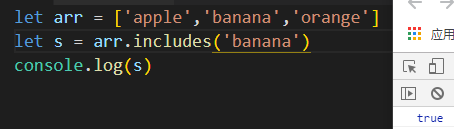 let arr = ['apple','banana','orange']
let s = arr.includes('banana')
console.log(s)
应用
true